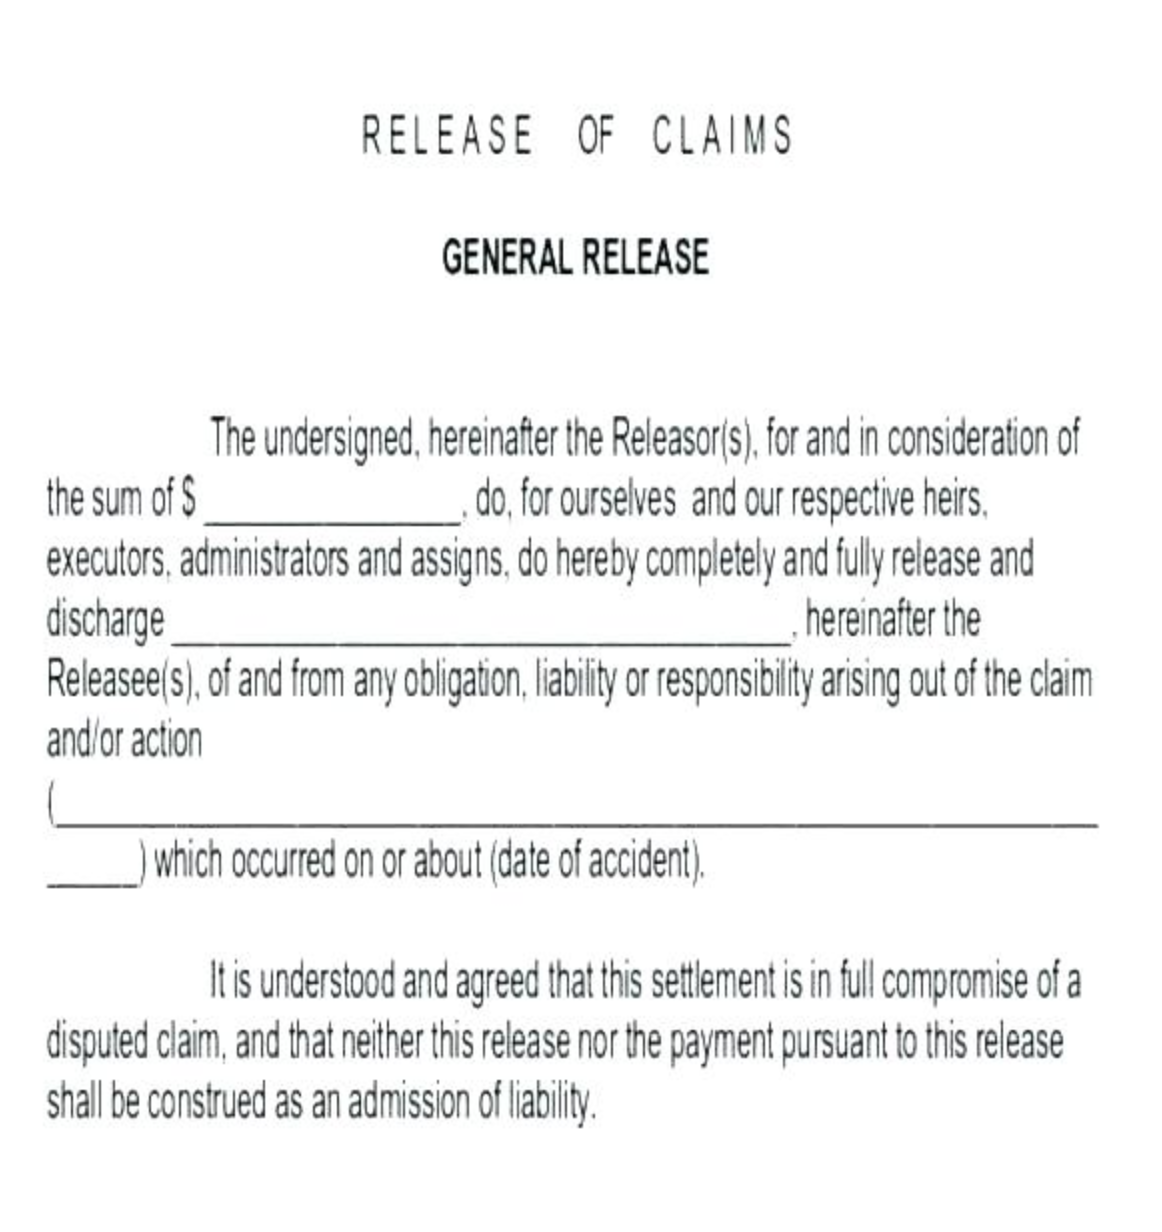 RELEASE OF CLAIMS
GENERAL RELEASE
The undersigned, hereinafter the Releasor(s), for and in consideration of
the sum of $ _______________, do, for ourselves and our respective heirs,
executors, administrators and assigns, do hereby completely and fully release and
discharge ____________________________________, hereinafter the
Releasee(s), of and from any obligation, liability or responsibility arising out of the claim
and/or action
(_____________________________________________________________
_____) which occurred on or about (date of accident).
It is understood and agreed that this settlement is in full compromise of a
disputed claim, and that neither this release nor the payment pursuant to this release
shall be construed as an admission of liability.